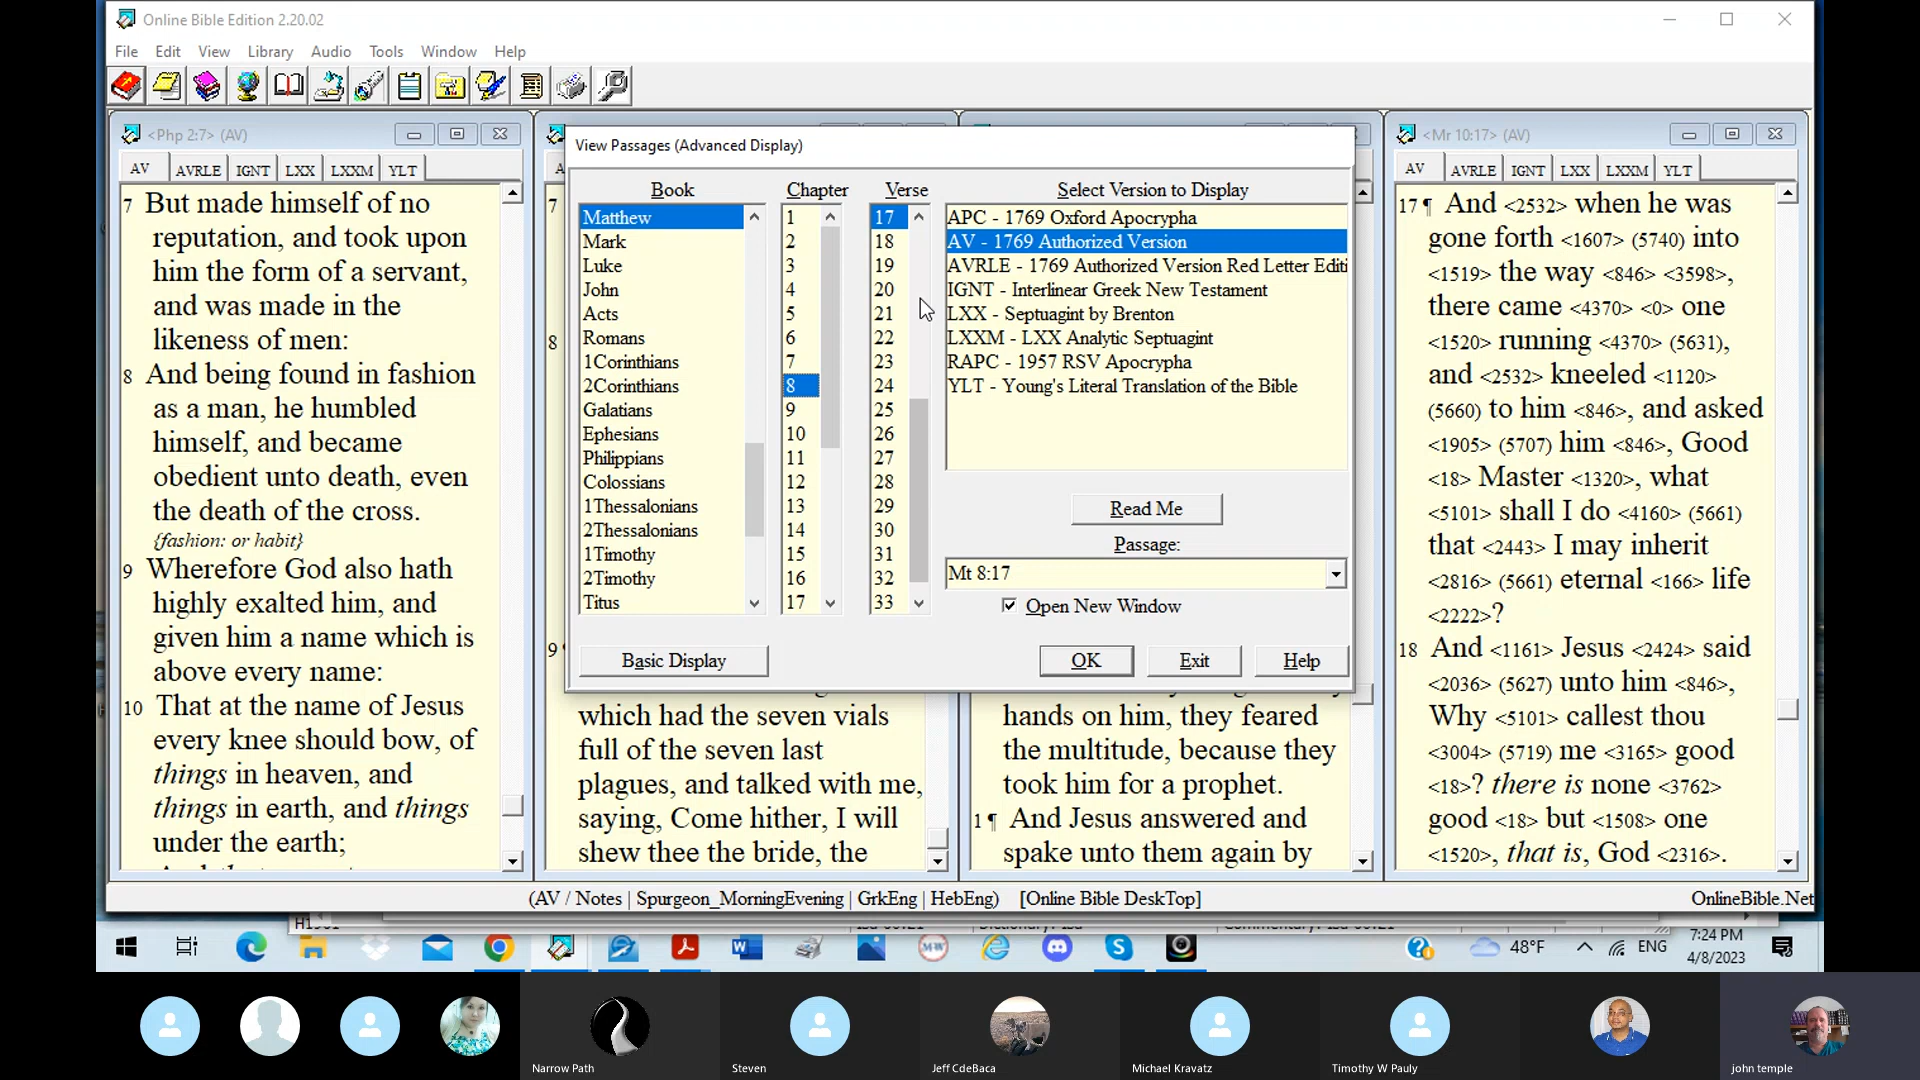 Online Bible Edition 2.20.02
File Edit View Library Audio Tools Window Help
<Php 2:7> (AV)
AV AVRLE IGNT LXX LXXM YLT
7 But made himself of no
reputation, and took upon
him the form of a servant,
and was made in the
likeness of men:
8 And being found in fashion
as a man, he humbled
himself, and became
obedient unto death, even
the death of the cross.
{fashion: or habit}
9 Wherefore God also hath
highly exalted him, and
given him a name which is
above every name:
10 That at the name of Jesus
every knee should bow, of
things in heaven, and
things in earth, and things
under the earth;
7
8
9 ¶
View Passages (Advanced Display)
Book Chapter Verse Select Version to Display
Matthew 1 17 APC - 1769 Oxford Apocrypha
Mark 2 18 AV - 1769 Authorized Version
Luke 3 19 AVRLE - 1769 Authorized Version Red Letter Editi
John 4 20 IGNT - Interlinear Greek New Testament
Acts 5 21 LXX - Septuagint by Brenton
Romans 6 22 LXXM - LXX Analytic Septuagint
1Corinthians 7 23 RAPC - 1957 RSV Apocrypha
2Corinthians 8 24 YLT - Young's Literal Translation of the Bible
Galatians 9 25
Ephesians 10 26
Philippians 11 27
Colossians 12 28
1Thessalonians 13 29
2Thessalonians 14 30
1Timothy 15 31
2Timothy 16 32
Titus 17 33
Read Me
Passage:
Mt 8:17
Open New Window
Basic Display OK Exit Help
which had the seven vials
full of the seven last
plagues, and talked with me,
saying, Come hither, I will
shew thee the bride, the
hands on him, they feared
the multitude, because they
took him for a prophet.
1 ¶ And Jesus answered and
spake unto them again by
<Mr 10:17> (AV)
AV AVRLE IGNT LXX LXXM YLT
17 ¶ And <2532> when he was
gone forth <1607> (5740) into
<1519> the way <846> <3598>,
there came <4370> <0> one
<1520> running <4370> (5631),
and <2532> kneeled <1120>
(5660) to him <846>, and asked
<1905> (5707) him <846>, Good
<18> Master <1320>, what
<5101> shall I do <4160> (5661)
that <2443> I may inherit
<2816> (5661) eternal <166> life
<2222>?
18 And <1161> Jesus <2424> said
<2036> (5627) unto him <846>,
Why <5101> callest thou
<3004> (5719) me <3165> good
<18>? there is none <3762>
good <18> but <1508> one
<1520>, that is, God <2316>.
(AV / Notes | Spurgeon_MorningEvening | GrkEng | HebEng) [Online Bible DeskTop] OnlineBible.Net
48°F ENG 7:24 PM
4/8/2023
Narrow Path Steven Jeff CdeBaca Michael Kravatz Timothy W Pauly john temple